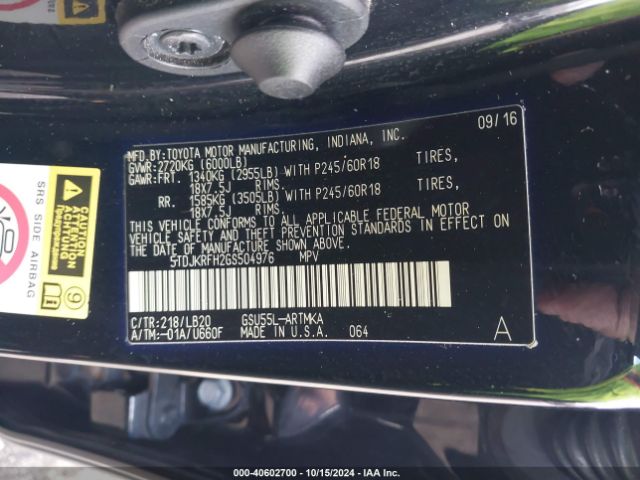 09/16
MFD.BY:TOYOTA MOTOR MANUFACTURING, INDIANA, INC.
GVWR:2720KG (6000LB)
GAWR:FRT. 1340KG (2955LB) WITH P245/60R18 TIRES,
18X7.5J RIMS.
RR. 1585KG (3505LB) WITH P245/60R18 TIRES,
18X7.5J RIMS.
THIS VEHICLE CONFORMS TO ALL APPLICABLE FEDERAL MOTOR
VEHICLE SAFETY AND THEFT PREVENTION STANDARDS IN EFFECT ON
THE DATE OF MANUFACTURE SHOWN ABOVE.
5TDJKRFH2GS504976 MPV
C/TR:218/LB20 GSU55L-ARTMKA
A/TM:-01A/U660F MADE IN U.S.A. 064 A
SRS SIDE AIRBAG
ATTENTION
ACHTUNG
9
000-40602700 - 10/15/2024 - IAA Inc.